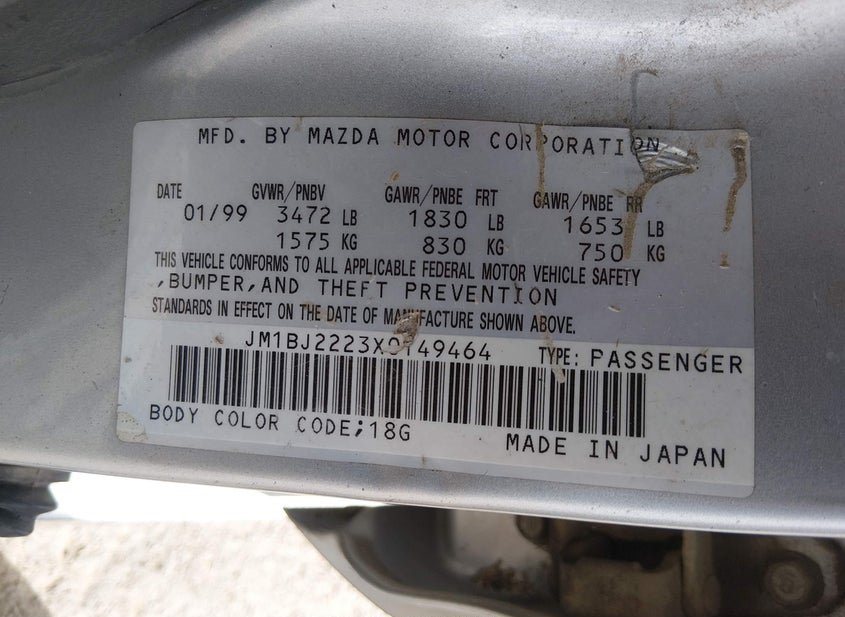 MFD. BY MAZDA MOTOR CORPORATION
DATE GVWR/PNBV GAWR/PNBE FRT GAWR/PNBE RR
01/99 3472 LB 1830 LB 1653 LB
1575 KG 830 KG 750 KG
THIS VEHICLE CONFORMS TO ALL APPLICABLE FEDERAL MOTOR VEHICLE SAFETY
,BUMPER,AND THEFT PREVENTION
STANDARDS IN EFFECT ON THE DATE OF MANUFACTURE SHOWN ABOVE.
JM1BJ2223X0149464 TYPE: PASSENGER
BODY COLOR CODE;18G
MADE IN JAPAN